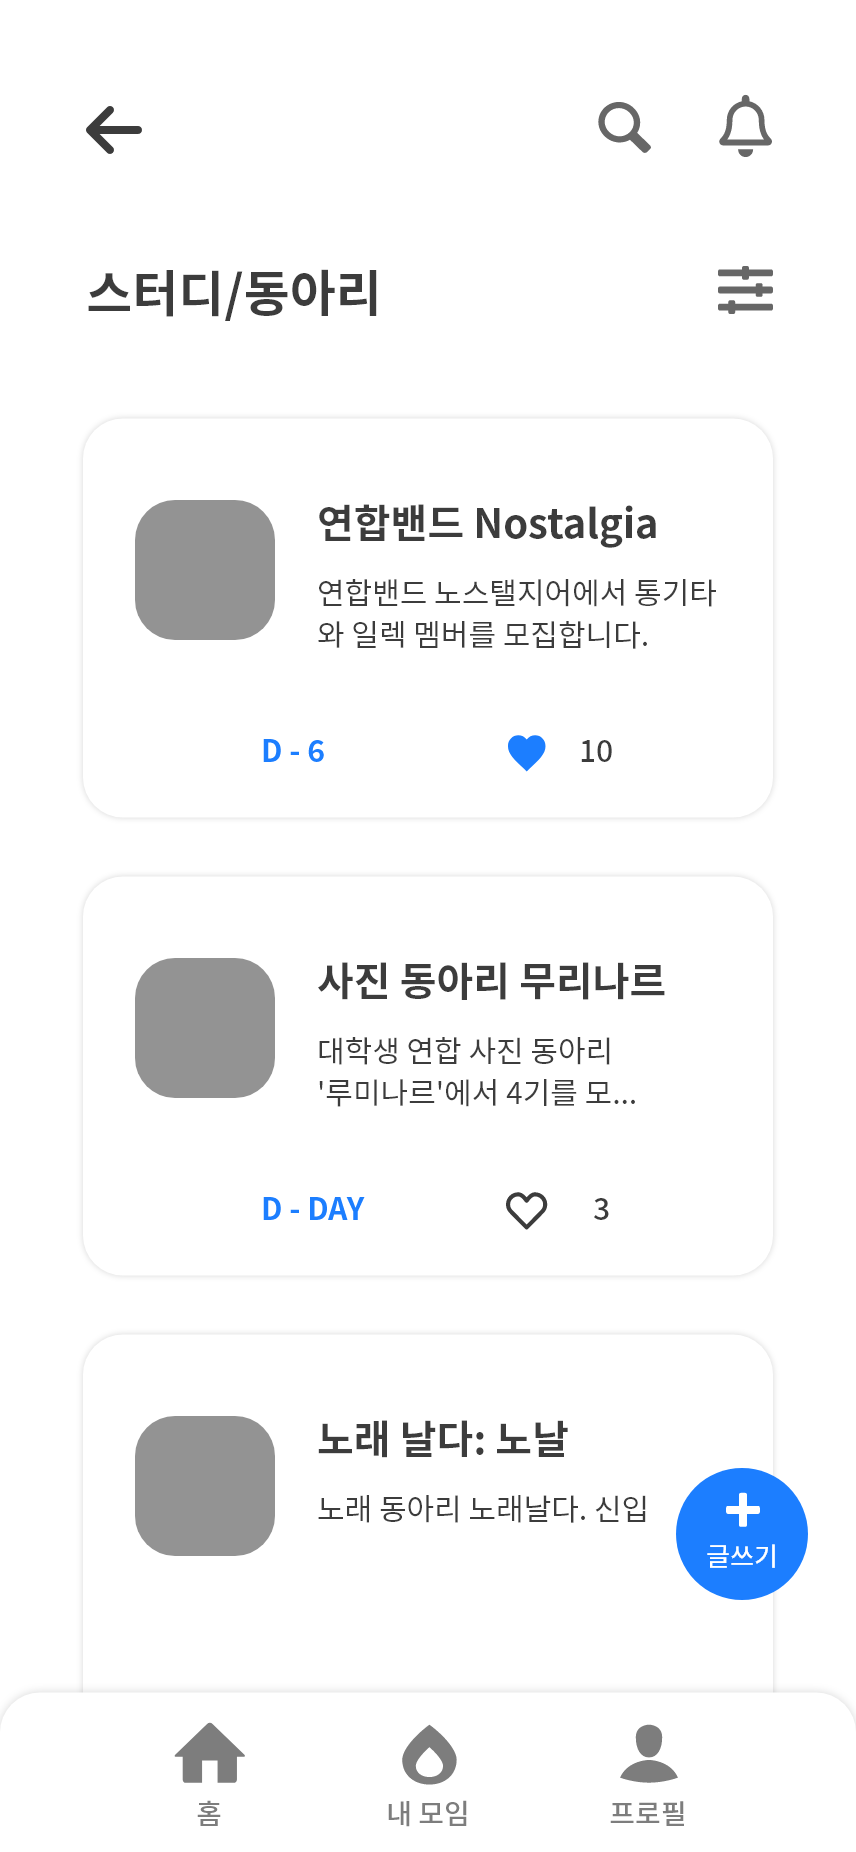 스터디/동아리
연합밴드 Nostalgia
연합밴드 노스탤지어에서 통기타
와 일렉 멤버를 모집합니다.
D - 6
10
사진 동아리 무리나르
대학생 연합 사진 동아리
'루미나르'에서 4기를 모...
D - DAY
3
노래 날다: 노날
노래 동아리 노래날다. 신입
글쓰기
홈
내 모임
프로필